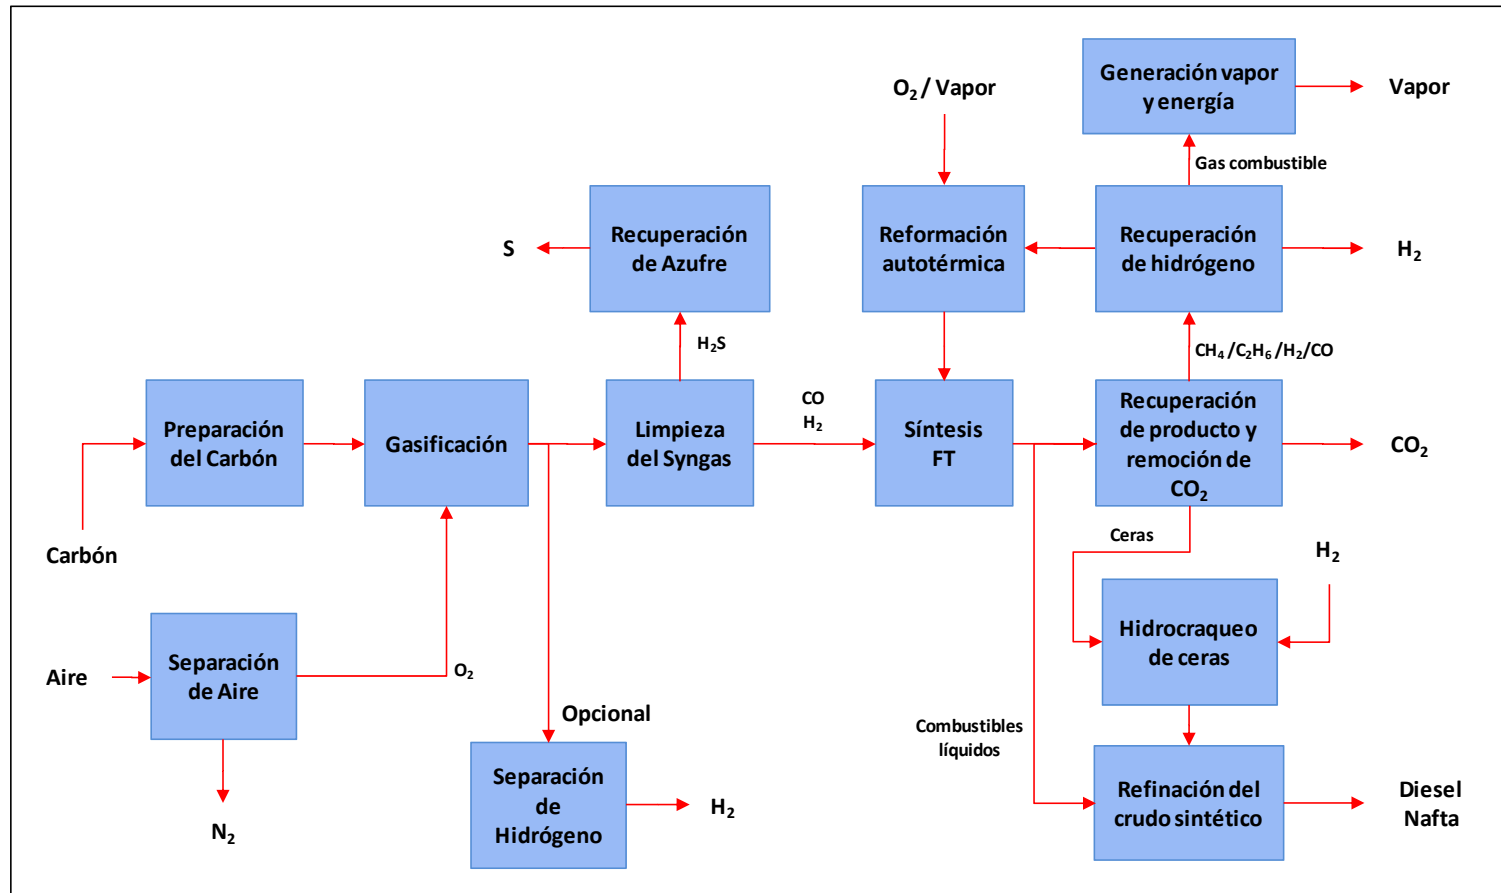 Generación vapor
y energía
Vapor
O₂ / Vapor
Gas combustible
Recuperación
de Azufre
S
Reformación
autotérmica
Recuperación
de hidrógeno
H₂
H₂S
CH₄ /C₂H₆ /H₂/CO
Preparación
del Carbón
Gasificación
Limpieza
del Syngas
CO
H₂
Síntesis
FT
Recuperación
de producto y
remoción de
CO₂
CO₂
Carbón
Ceras
H₂
Hidrocraqueo
de ceras
Aire
Separación
de Aire
O₂
Opcional
Combustibles
líquidos
N₂
Separación
de
Hidrógeno
H₂
Refinación del
crudo sintético
Diesel
Nafta